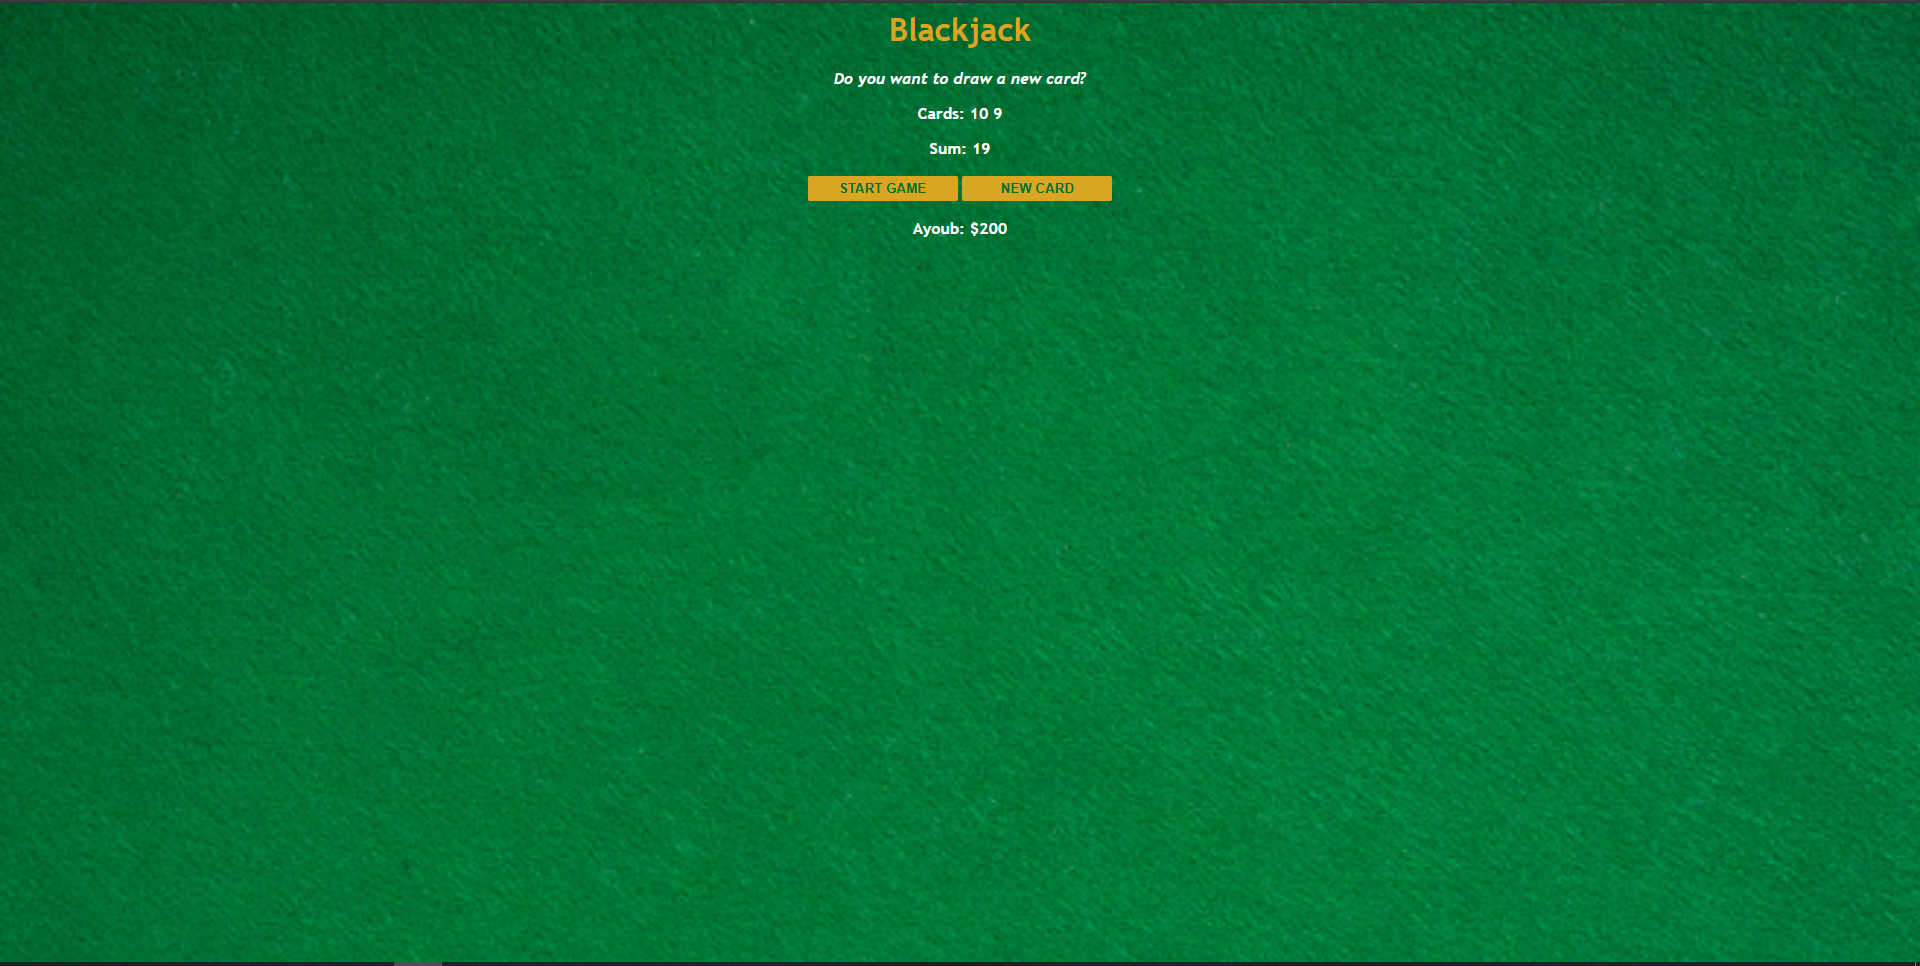 Blackjack
Do you want to draw a new card?
Cards: 10 9
Sum: 19
START GAME NEW CARD
Ayoub: $200